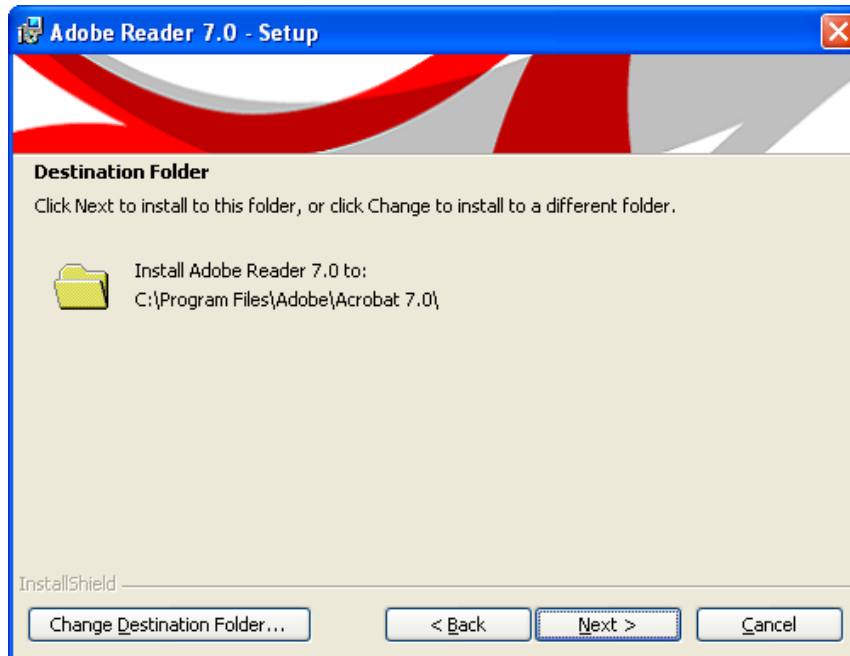 Adobe Reader 7.0 - Setup
Destination Folder
Click Next to install to this folder, or click Change to install to a different folder.
Install Adobe Reader 7.0 to:
C:\Program Files\Adobe\Acrobat 7.0\
InstallShield
Change Destination Folder...
< Back
Next >
Cancel